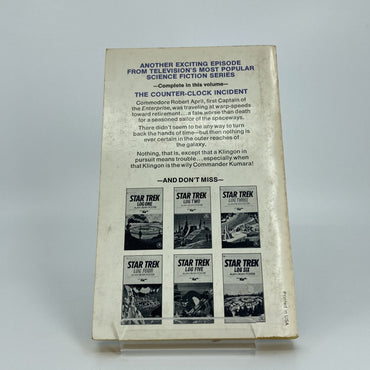 ANOTHER EXCITING EPISODE
FROM TELEVISION'S MOST POPULAR
SCIENCE FICTION SERIES
—Complete in this volume—
THE COUNTER-CLOCK INCIDENT
Commodore Robert April, first Captain of
the Enterprise, was traveling at warp-speeds
toward retirement...a fate worse than death
for a seasoned sailor of the spaceways.
There didn't seem to be any way to turn
back the hands of time—but then nothing is
ever certain in the outer reaches of
the galaxy.
Nothing, that is, except that a Klingon in
pursuit means trouble...especially when
that Klingon is the wily Commander Kumara!
—AND DON'T MISS—
STAR TREK
LOG ONE
STAR TREK
LOG TWO
STAR TREK
LOG THREE
STAR TREK
LOG FOUR
STAR TREK
LOG FIVE
STAR TREK
LOG SIX
Printed in USA